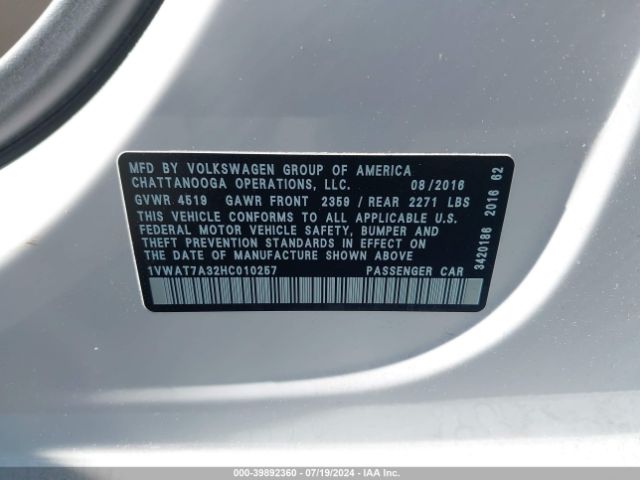 MFD BY VOLKSWAGEN GROUP OF AMERICA
CHATTANOOGA OPERATIONS, LLC. 08/2016
GVWR 4519 GAWR FRONT 2359 / REAR 2271 LBS
THIS VEHICLE CONFORMS TO ALL APPLICABLE U.S.
FEDERAL MOTOR VEHICLE SAFETY, BUMPER AND
THEFT PREVENTION STANDARDS IN EFFECT ON
THE DATE OF MANUFACTURE SHOWN ABOVE
1VWAT7A32HC010257 PASSENGER CAR
3420186 2016 62
000-39892360 - 07/19/2024 - IAA Inc.